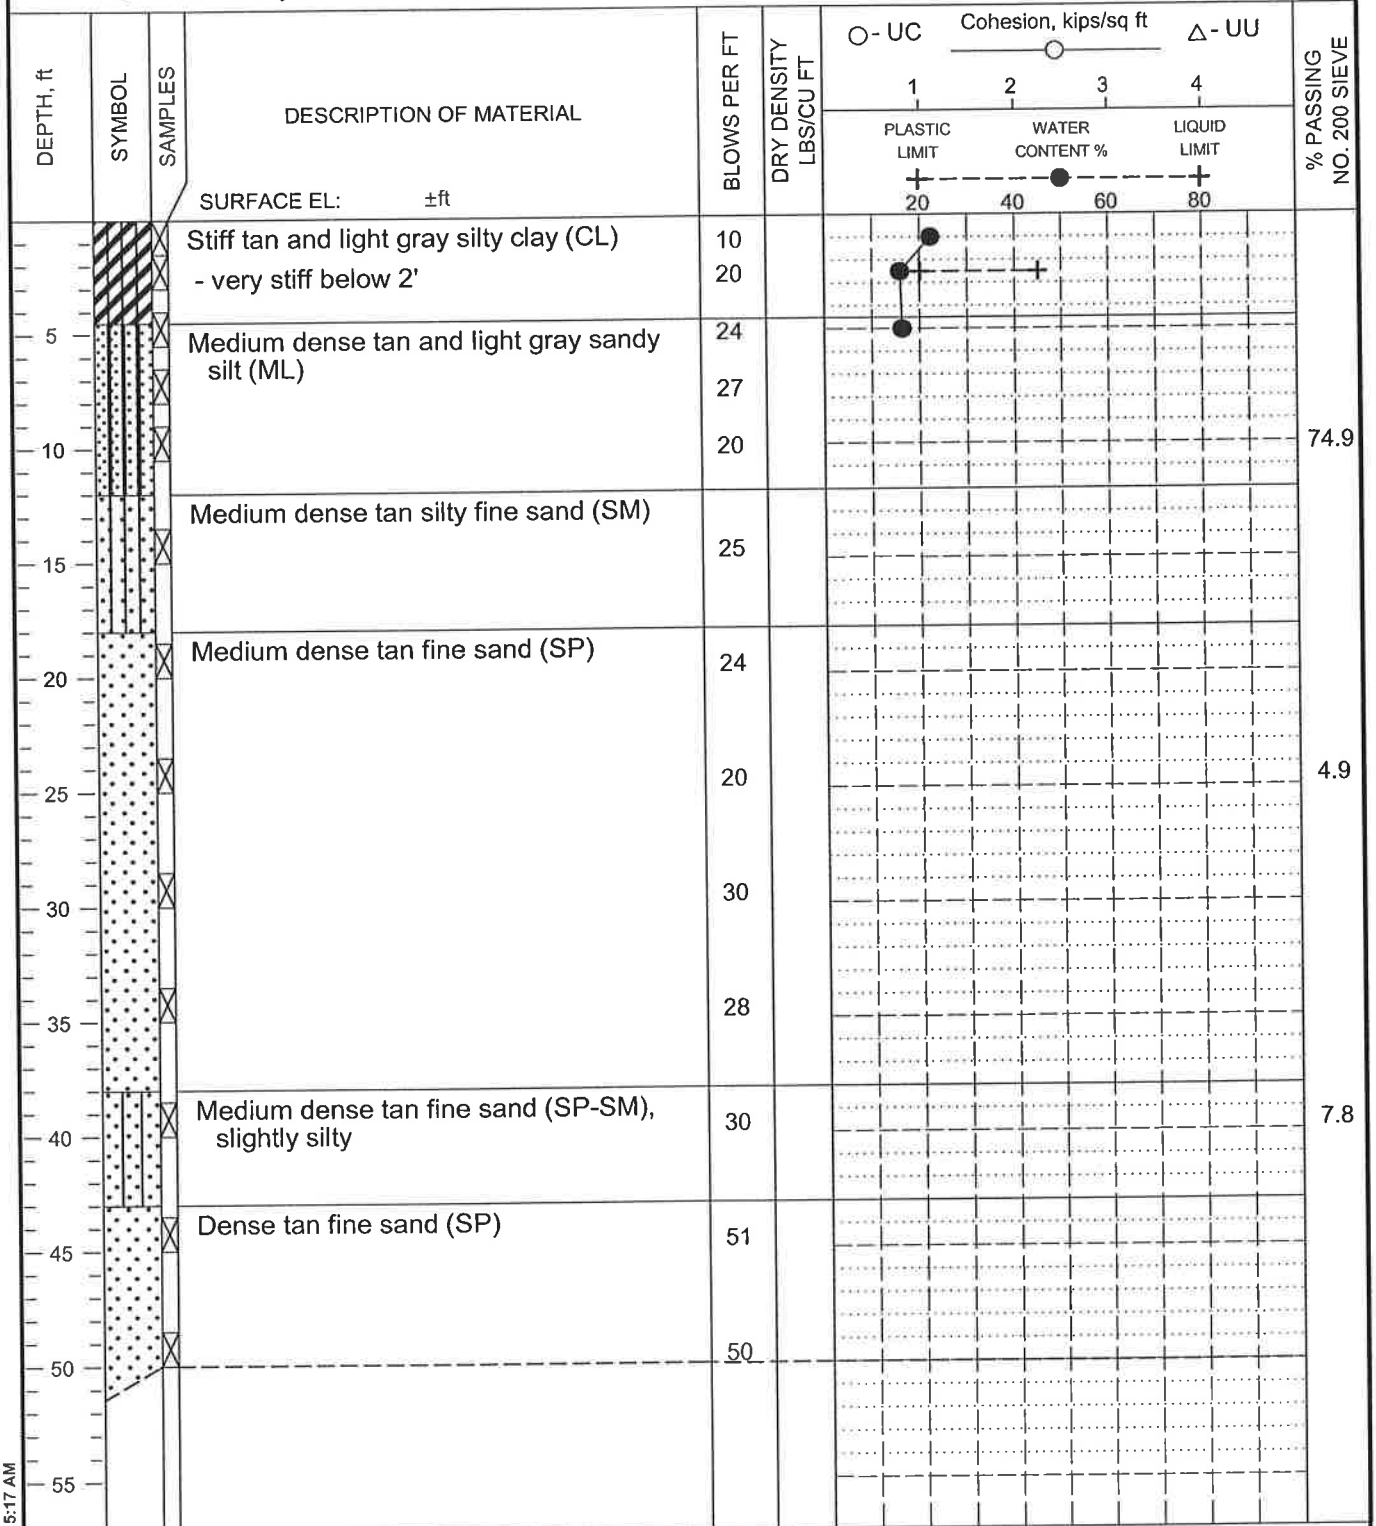 DEPTH, ft
SYMBOL
SAMPLES
DESCRIPTION OF MATERIAL
SURFACE EL: ±ft
BLOWS PER FT
DRY DENSITY
LBS/CU FT
- UC Cohesion, kips/sq ft - UU
1 2 3 4
PLASTIC WATER LIQUID
LIMIT CONTENT % LIMIT
20 40 60 80
% PASSING
NO. 200 SIEVE
Stiff tan and light gray silty clay (CL) 10
- very stiff below 2' 20
5 24
Medium dense tan and light gray sandy
silt (ML)
27
10 20 74.9
Medium dense tan silty fine sand (SM)
25
15
Medium dense tan fine sand (SP) 24
20
20 4.9
25
30
30
28
35
Medium dense tan fine sand (SP-SM), 30 7.8
slightly silty
40
Dense tan fine sand (SP) 51
45
50
50
55
5:17 AM